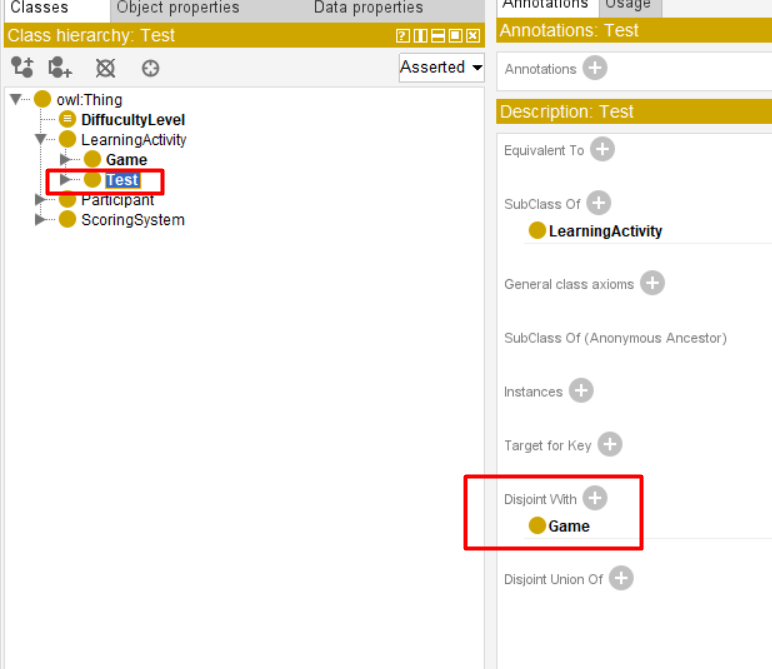 Classes Object properties Data properties
Class hierarchy: Test
Asserted
owl:Thing
DiffucultyLevel
LearningActivity
Game
Test
Participant
ScoringSystem
Annotations Usage
Annotations: Test
Annotations
Description: Test
Equivalent To
SubClass Of
LearningActivity
General class axioms
SubClass Of (Anonymous Ancestor)
Instances
Target for Key
Disjoint With
Game
Disjoint Union Of